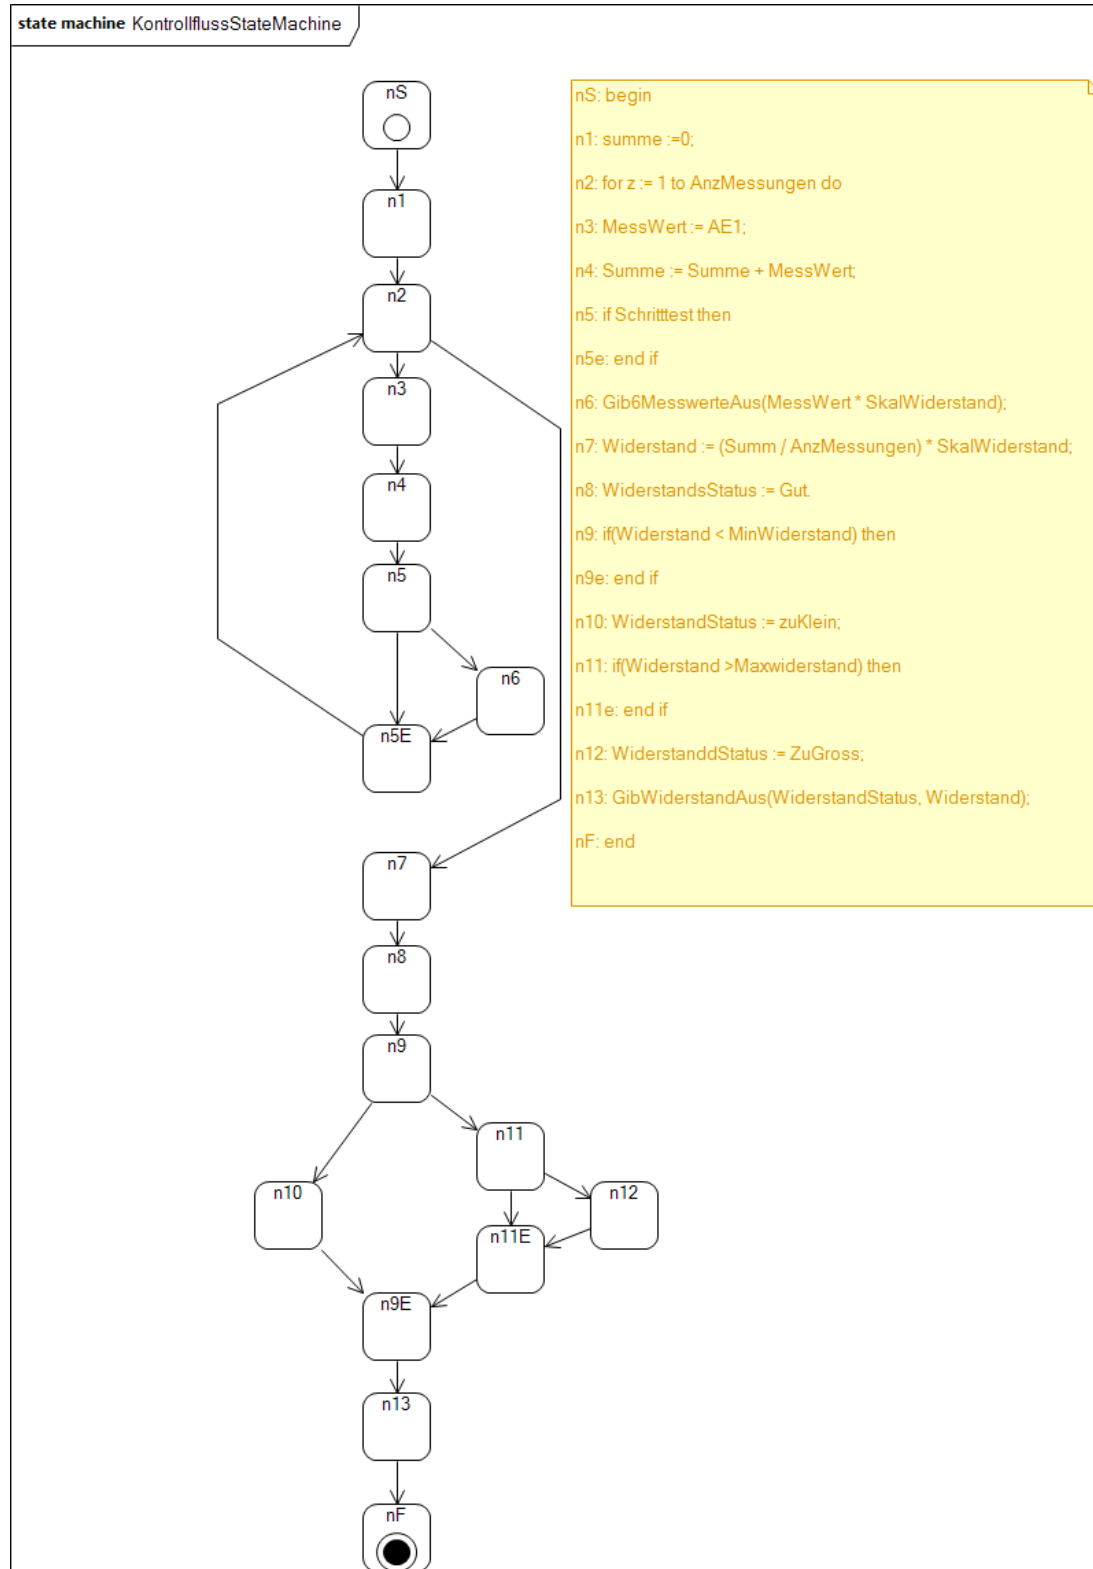 state machine KontrollflussStateMachine
nS
n1
n2
n3
n4
n5
n6
n5E
n7
n8
n9
n11
n10
n12
n11E
n9E
n13
nF
nS: begin
n1: summe :=0;
n2: for z := 1 to AnzMessungen do
n3: MessWert := AE1;
n4: Summe := Summe + MessWert;
n5: if Schritttest then
n5e: end if
n6: Gib6MesswerteAus(MessWert * SkalWiderstand);
n7: Widerstand := (Summ / AnzMessungen) * SkalWiderstand;
n8: WiderstandsStatus := Gut.
n9: if(Widerstand < MinWiderstand) then
n9e: end if
n10: WiderstandStatus := zuKlein;
n11: if(Widerstand >Maxwiderstand) then
n11e: end if
n12: WiderstanddStatus := ZuGross;
n13: GibWiderstandAus(WiderstandStatus, Widerstand);
nF: end